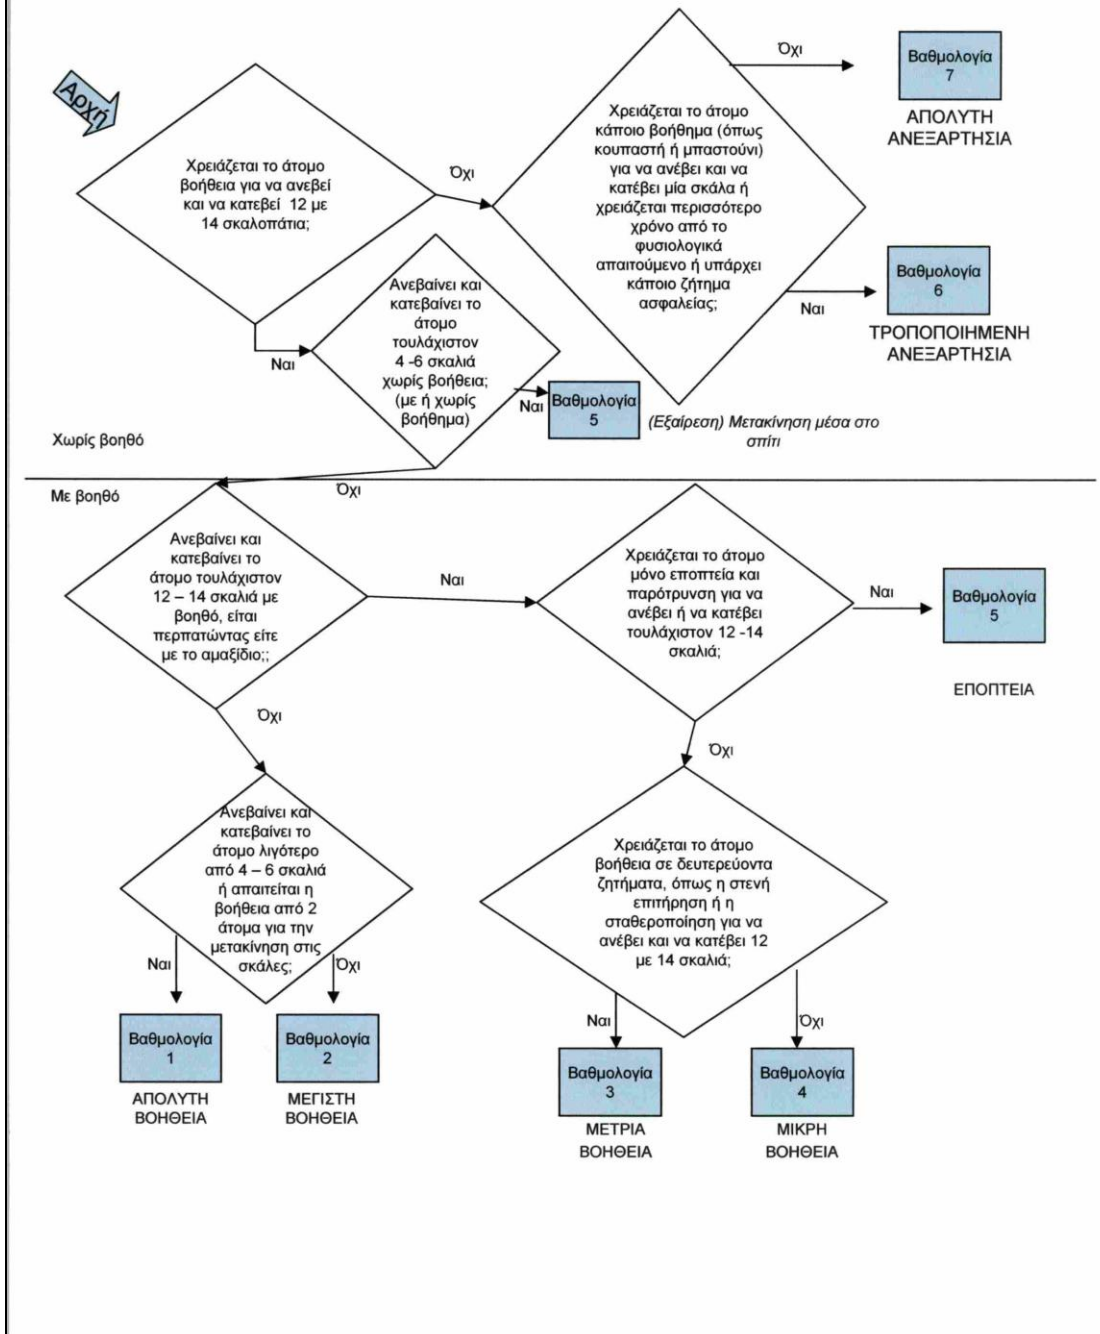 Αρχή
Χρειάζεται το άτομο
βοήθεια για να ανεβεί
και να κατεβεί 12 με
14 σκαλοπάτια;
Όχι
Χρειάζεται το άτομο
κάποιο βοήθημα (όπως
κουπαστή ή μπαστούνι)
για να ανέβει και να
κατέβει μία σκάλα ή
χρειάζεται περισσότερο
χρόνο από το
φυσιολογικά
απαιτούμενο ή υπάρχει
κάποιο ζήτημα
ασφαλείας;
Όχι
Βαθμολογία
7
ΑΠΟΛΥΤΗ
ΑΝΕΞΑΡΤΗΣΙΑ
Ναι
Βαθμολογία
6
ΤΡΟΠΟΠΟΙΗΜΕΝΗ
ΑΝΕΞΑΡΤΗΣΙΑ
Ναι
Ανεβαίνει και
κατεβαίνει το
άτομο
τουλάχιστον
4 -6 σκαλιά
χωρίς βοήθεια;
(με ή χωρίς
βοήθημα)
Ναι
Βαθμολογία
5
(Εξαίρεση) Μετακίνηση μέσα στο
σπίτι
Χωρίς βοηθό
Με βοηθό
Όχι
Ανεβαίνει και
κατεβαίνει το
άτομο τουλάχιστον
12 – 14 σκαλιά με
βοηθό, είται
περπατώντας είτε
με το αμαξίδιο;;
Ναι
Χρειάζεται το άτομο
μόνο εποπτεία και
παρότρυνση για να
ανέβει ή να κατέβει
τουλάχιστον 12 -14
σκαλιά;
Ναι
Βαθμολογία
5
ΕΠΟΠΤΕΙΑ
Όχι
Όχι
Ανεβαίνει και
κατεβαίνει το
άτομο λιγότερο
από 4 – 6 σκαλιά
ή απαιτείται η
βοήθεια από 2
άτομα για την
μετακίνηση στις
σκάλες;
Ναι
Όχι
Βαθμολογία
1
ΑΠΟΛΥΤΗ
ΒΟΗΘΕΙΑ
Βαθμολογία
2
ΜΕΓΙΣΤΗ
ΒΟΗΘΕΙΑ
Χρειάζεται το άτομο
βοήθεια σε δευτερεύοντα
ζητήματα, όπως η στενή
επιτήρηση ή η
σταθεροποίηση για να
ανέβει και να κατέβει 12
με 14 σκαλιά;
Ναι
Όχι
Βαθμολογία
3
ΜΕΤΡΙΑ
ΒΟΗΘΕΙΑ
Βαθμολογία
4
ΜΙΚΡΗ
ΒΟΗΘΕΙΑ